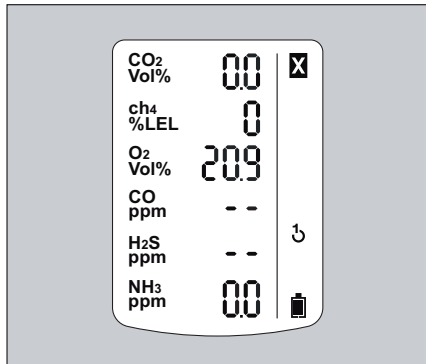 CO2 0.0 X
Vol%
ch4 0
%LEL
O2 20.9
Vol%
CO - -
ppm
1
H2S - -
ppm
NH3 0.0
ppm